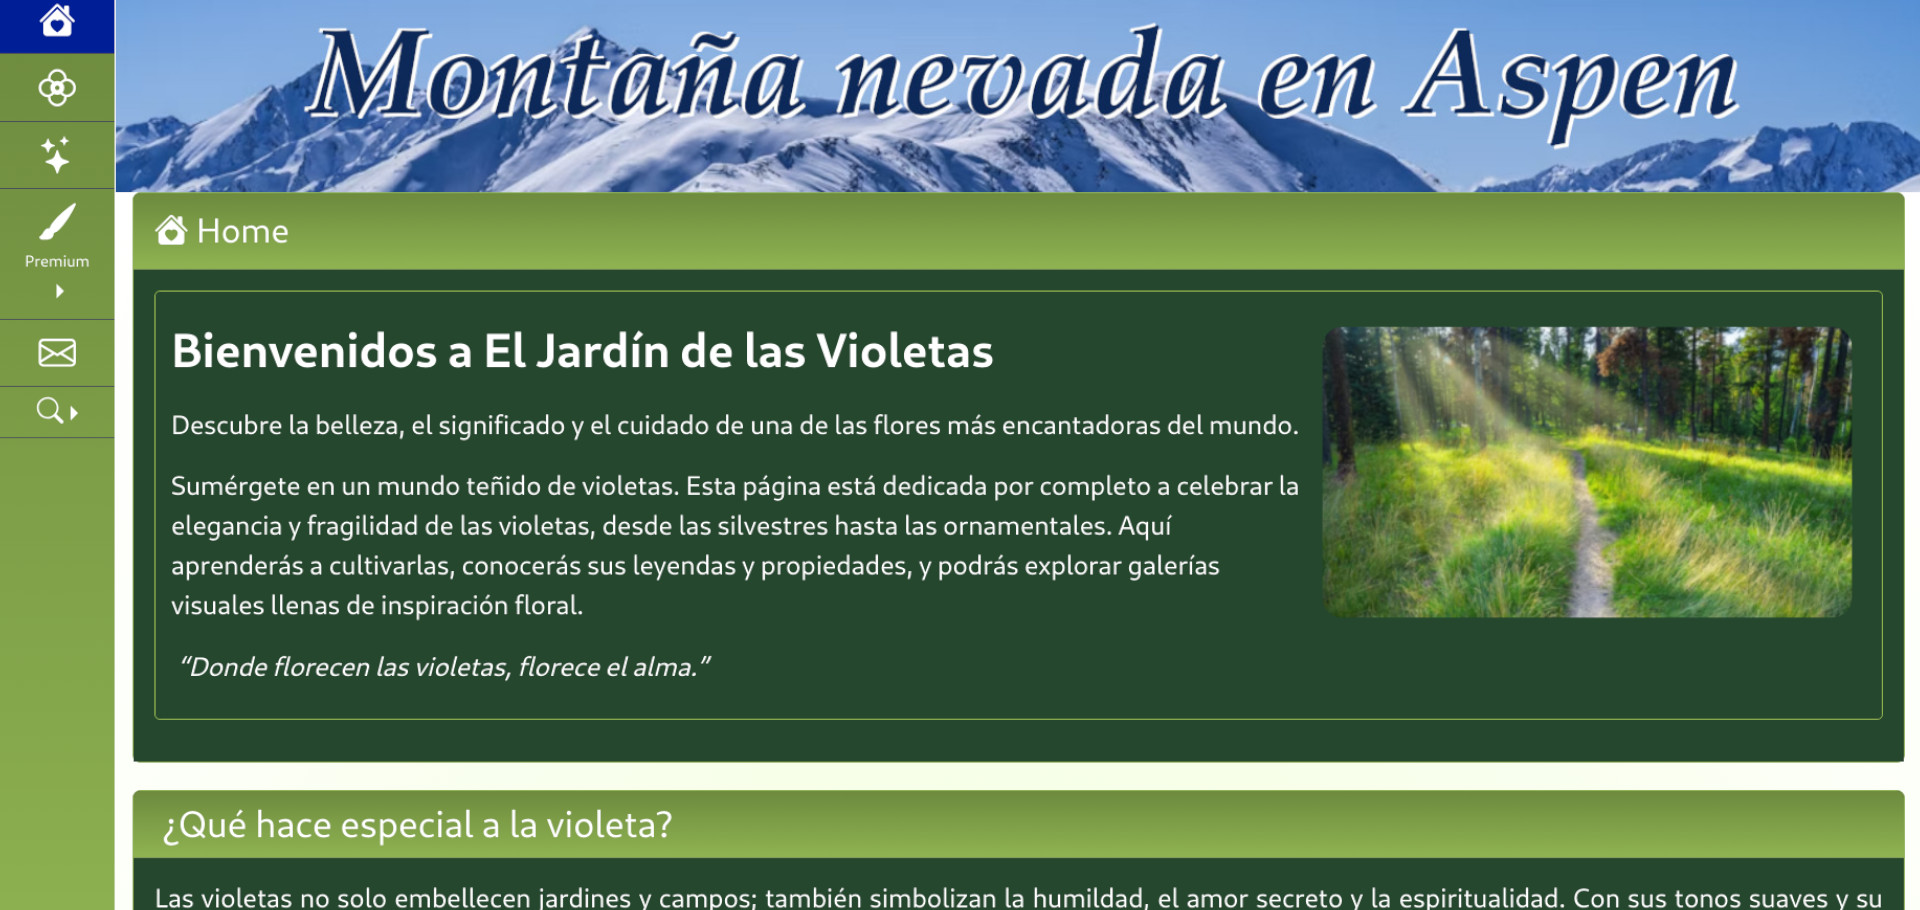 Montaña nevada en Aspen
Premium
Home
Bienvenidos a El Jardín de las Violetas
Descubre la belleza, el significado y el cuidado de una de las flores más encantadoras del mundo.
Sumérgete en un mundo teñido de violetas. Esta página está dedicada por completo a celebrar la
elegancia y fragilidad de las violetas, desde las silvestres hasta las ornamentales. Aquí
aprenderás a cultivarlas, conocerás sus leyendas y propiedades, y podrás explorar galerías
visuales llenas de inspiración floral.
“Donde florecen las violetas, florece el alma.”
¿Qué hace especial a la violeta?
Las violetas no solo embellecen jardines y campos; también simbolizan la humildad, el amor secreto y la espiritualidad. Con sus tonos suaves y su